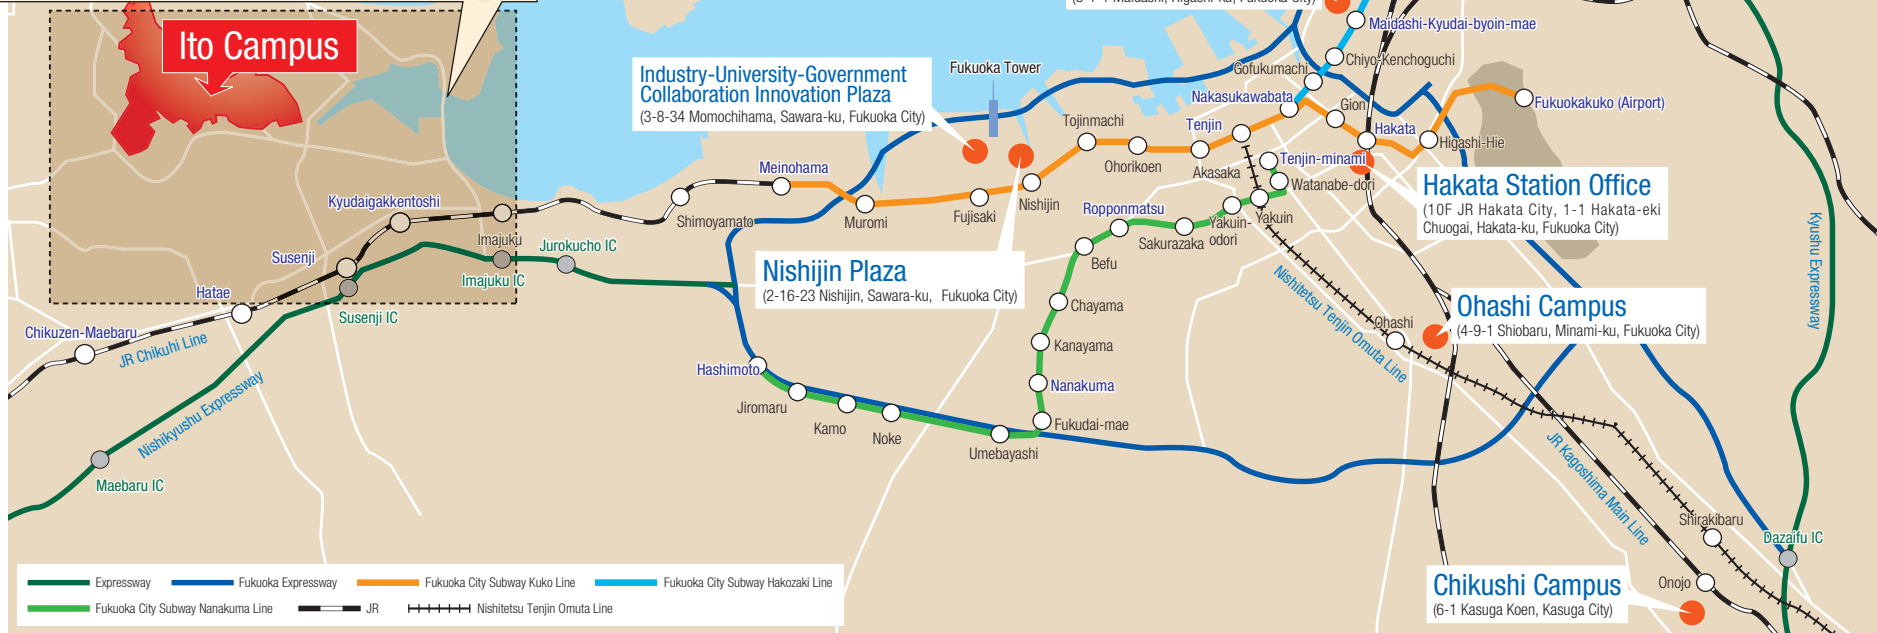 (3-1-1 Maidashi, Higashi-ku, Fukuoka City)
Ito Campus
Maidashi-Kyudai-byoin-mae
Chiyo-Kenchoguchi
Gofukumachi
Industry-University-Government
Collaboration Innovation Plaza
(3-8-34 Momochihama, Sawara-ku, Fukuoka City)
Fukuoka Tower
Nakasukawabata
Gion
Fukuokakuko (Airport)
Tojinmachi
Tenjin
Hakata
Higashi-Hie
Ohorikoen
Akasaka
Tenjin-minami
Meinohama
Watanabe-dori
Hakata Station Office
(10F JR Hakata City, 1-1 Hakata-eki
Chuogai, Hakata-ku, Fukuoka City)
Kyudaigakkentoshi
Shimoyamato
Muromi
Fujisaki
Nishijin
Ropponmatsu
Yakuin-
odori
Yakuin
Sakurazaka
Imajuku
Jurokucho IC
Susenji
Befu
Imajuku IC
Nishijin Plaza
(2-16-23 Nishijin, Sawara-ku, Fukuoka City)
Hatae
Susenji IC
Chayama
Nishitetsu Tenjin Omuta Line
Ohashi
Ohashi Campus
(4-9-1 Shiobaru, Minami-ku, Fukuoka City)
Kyushu Expressway
Chikuzen-Maebaru
JR Chikuhi Line
Kanayama
Hashimoto
Nanakuma
Jiromaru
Kamo
Noke
Fukudai-mae
Umebayashi
Nishikyushu Expressway
Maebaru IC
JR Kagoshima Main Line
Shirakibaru
Dazaifu IC
Onojo
Chikushi Campus
(6-1 Kasuga Koen, Kasuga City)
Expressway
Fukuoka Expressway
Fukuoka City Subway Kuko Line
Fukuoka City Subway Hakozaki Line
Fukuoka City Subway Nanakuma Line
JR
Nishitetsu Tenjin Omuta Line